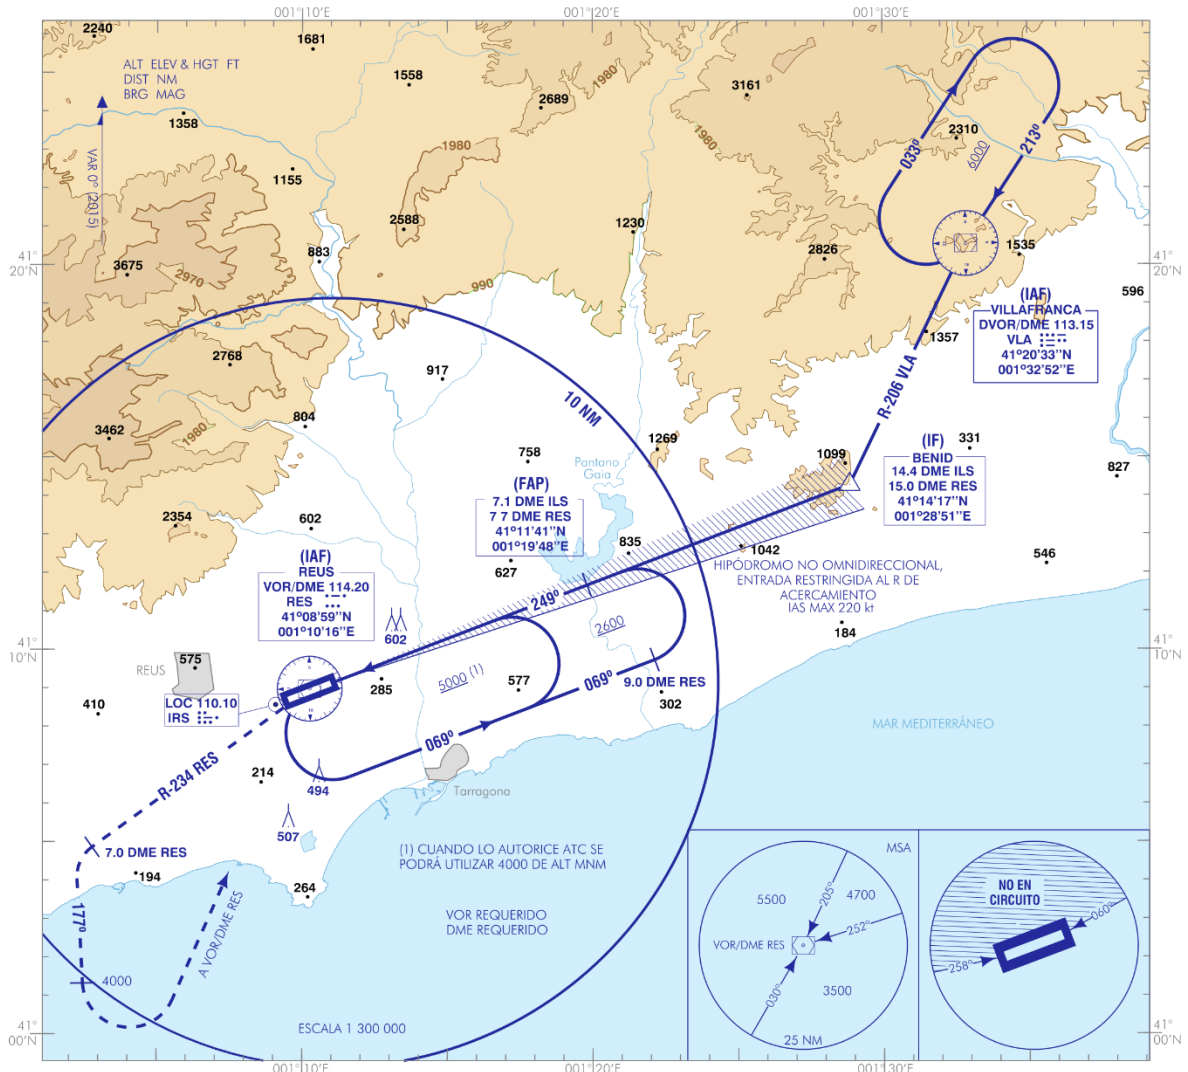 001°10'E
001°20'E
001°30'E
2240
1681
ALT ELEV & HGT FT
DIST NM
BRG MAG
1558
1980
2689
3161
1358
2310
033°
213°
6000
1980
1980
VAR 0° (2015)
1155
2588
1230
883
2826
1535
41°
20'N
41°
20'N
3675
2970
990
596
(IAF)
VILLAFRANCA
DVOR/DME 113.15
VLA
41°20'33''N
001°32'52''E
1357
2768
917
R-206 VLA
10 NM
804
3462
1980
1269
758
1099
(IF)
BENID
14.4 DME ILS
15.0 DME RES
41°14'17''N
001°28'51''E
331
827
Pantano
Gaia
(FAP)
7.1 DME ILS
7 7 DME RES
41°11'41''N
001°19'48''E
2354
602
835
1042
546
627
HIPÓDROMO NO OMNIDIRECCIONAL,
ENTRADA RESTRINGIDA AL R DE
ACERCAMIENTO
IAS MAX 220 kt
(IAF)
REUS
VOR/DME 114.20
RES
41°08'59''N
001°10'16''E
249°
602
2600
184
41°
10'N
41°
10'N
REUS
575
285
5000 (1)
577
069°
9.0 DME RES
302
410
LOC 110.10
IRS
069°
MAR MEDITERRÁNEO
R-234 RES
214
494
Tarragona
507
7.0 DME RES
194
264
(1) CUANDO LO AUTORICE ATC SE
PODRÁ UTILIZAR 4000 DE ALT MNM
177°
A VOR/DME RES
VOR REQUERIDO
DME REQUERIDO
4000
ESCALA 1 300 000
MSA
5500
205°
4700
VOR/DME RES
252°
030°
3500
25 NM
NO EN
CIRCUITO
060°
258°
41°
00'N
41°
00'N
001°10'E
001°20'E
001°30'E